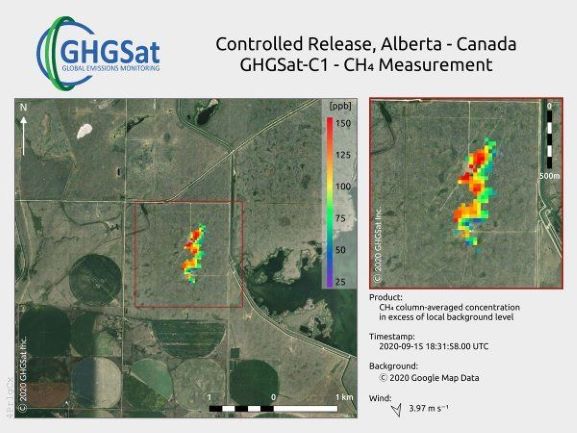 GHGSat
GLOBAL EMISSIONS MONITORING
Controlled Release, Alberta - Canada
GHGSat-C1 - CH₄ Measurement
N
[ppb]
150
125
100
75
50
25
© 2020 GHGSat Inc.
1 0 1 km
0
500m
© 2020 GHGSat Inc.
Product:
CH₄ column-averaged concentration
in excess of local background level
Timestamp:
2020-09-15 18:31:58.00 UTC
Background:
© 2020 Google Map Data
Wind:
3.97 m s⁻¹